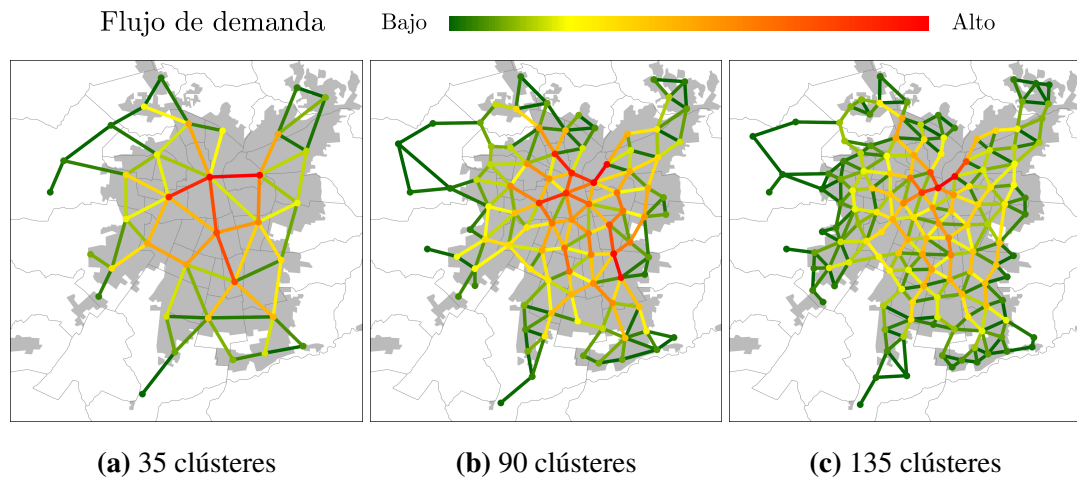 Flujo de demanda Bajo Alto
(a) 35 clústeres (b) 90 clústeres (c) 135 clústeres